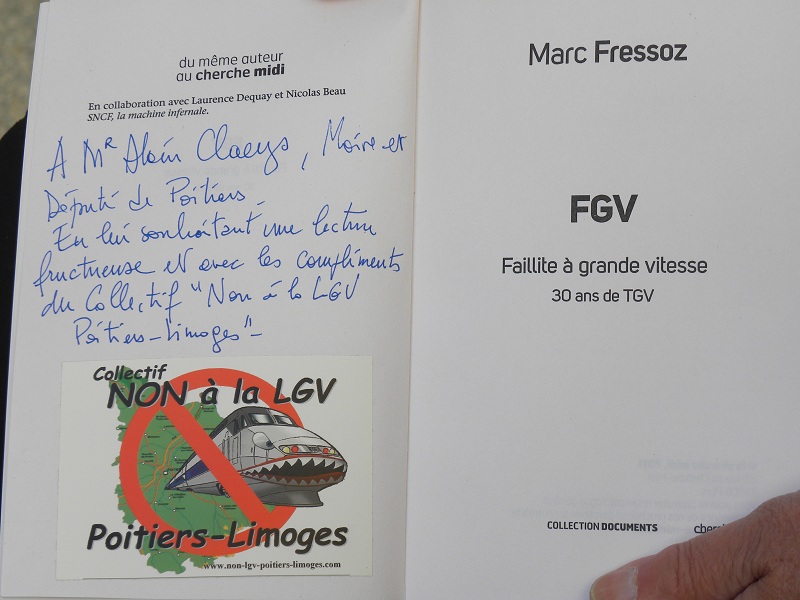 du même auteur
au cherche midi
En collaboration avec Laurence Dequay et Nicolas Beau
SNCF, la machine infernale.
A Mr Alain Claeys, Maire et
Député de Poitiers_
En lui souhaitant une lecture
fructueuse et avec les compliments
du Collectif "Non à la LGV
Poitiers-Limoges"_
Collectif
NON à la LGV
Poitiers-Limoges
www.non-lgv-poitiers-limoges.com
Marc Fressoz
FGV
Faillite à grande vitesse
30 ans de TGV
COLLECTION DOCUMENTS